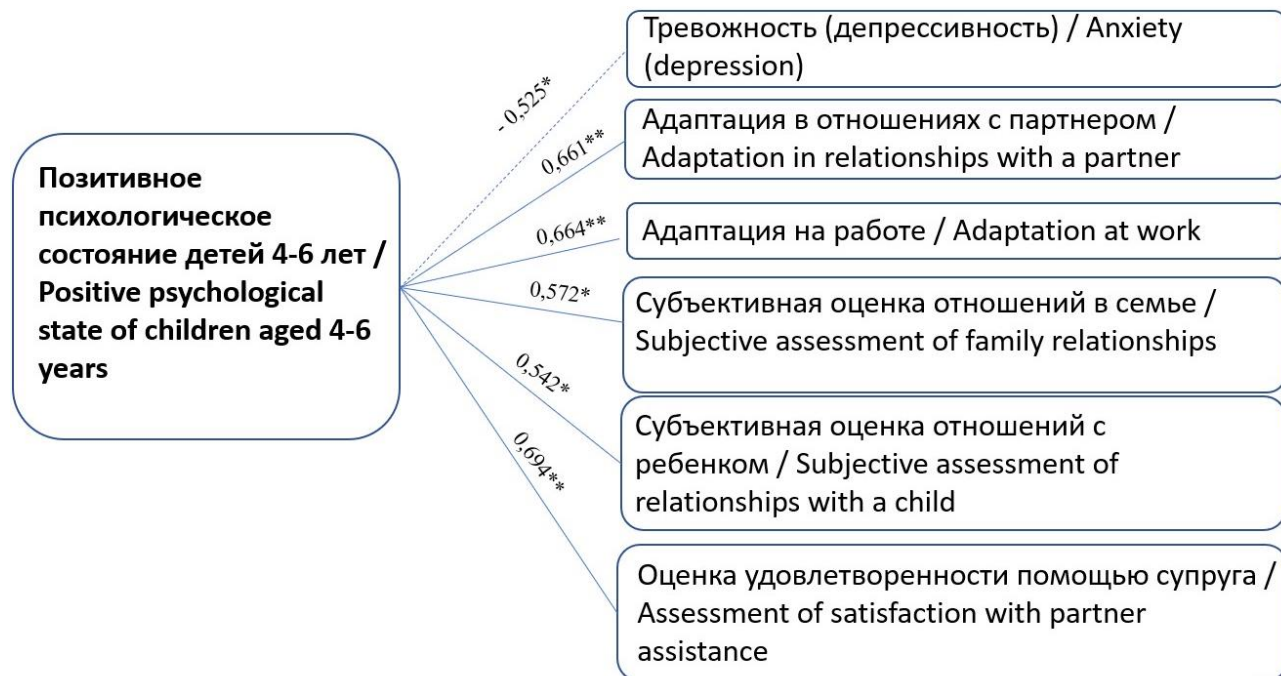 Позитивное
психологическое
состояние детей 4-6 лет /
Positive psychological
state of children aged 4-6
years
- 0,525*
0,661**
0,664**
0,572*
0,542*
0,694**
Тревожность (депрессивность) / Anxiety
(depression)
Адаптация в отношениях с партнером /
Adaptation in relationships with a partner
Адаптация на работе / Adaptation at work
Субъективная оценка отношений в семье /
Subjective assessment of family relationships
Субъективная оценка отношений с
ребенком / Subjective assessment of
relationships with a child
Оценка удовлетворенности помощью супруга /
Assessment of satisfaction with partner
assistance